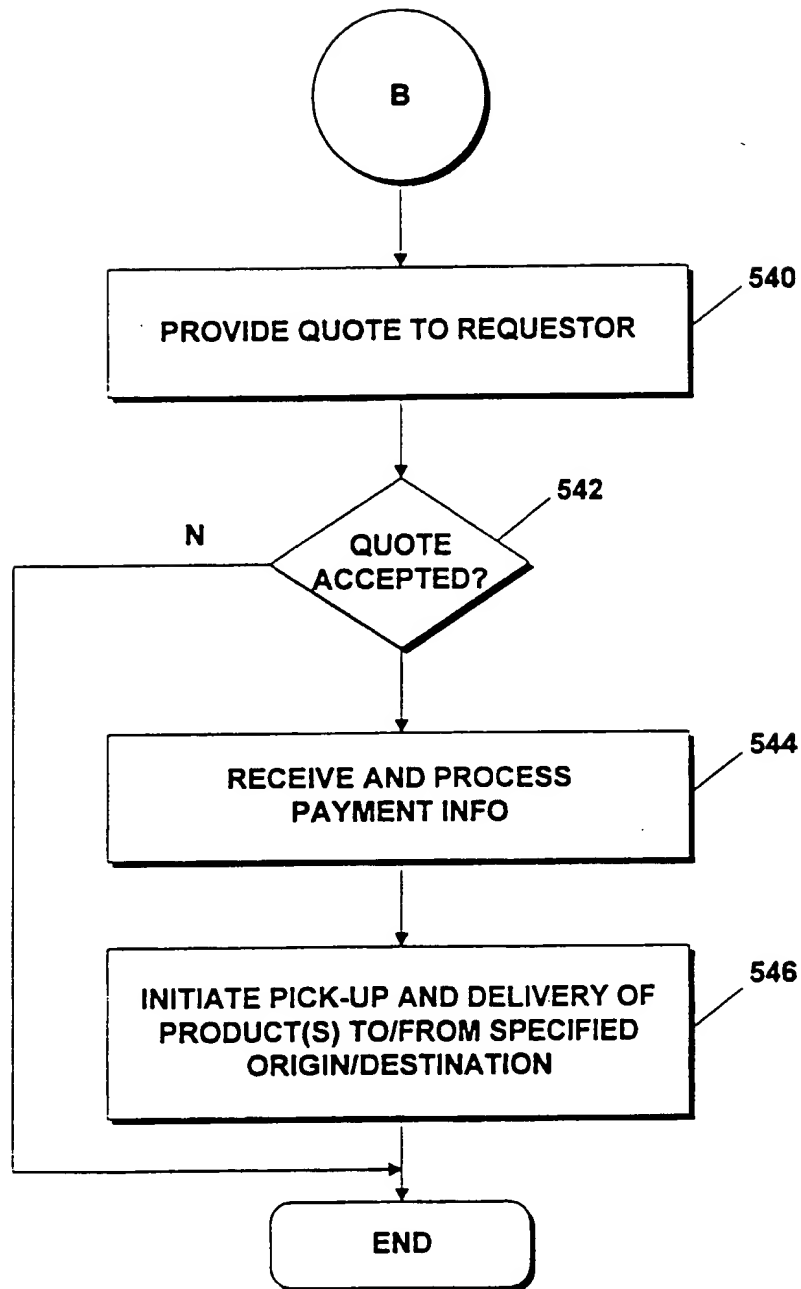 B
540
PROVIDE QUOTE TO REQUESTOR
542
N
QUOTE
ACCEPTED?
544
RECEIVE AND PROCESS
PAYMENT INFO
546
INITIATE PICK-UP AND DELIVERY OF
PRODUCT(S) TO/FROM SPECIFIED
ORIGIN/DESTINATION
END